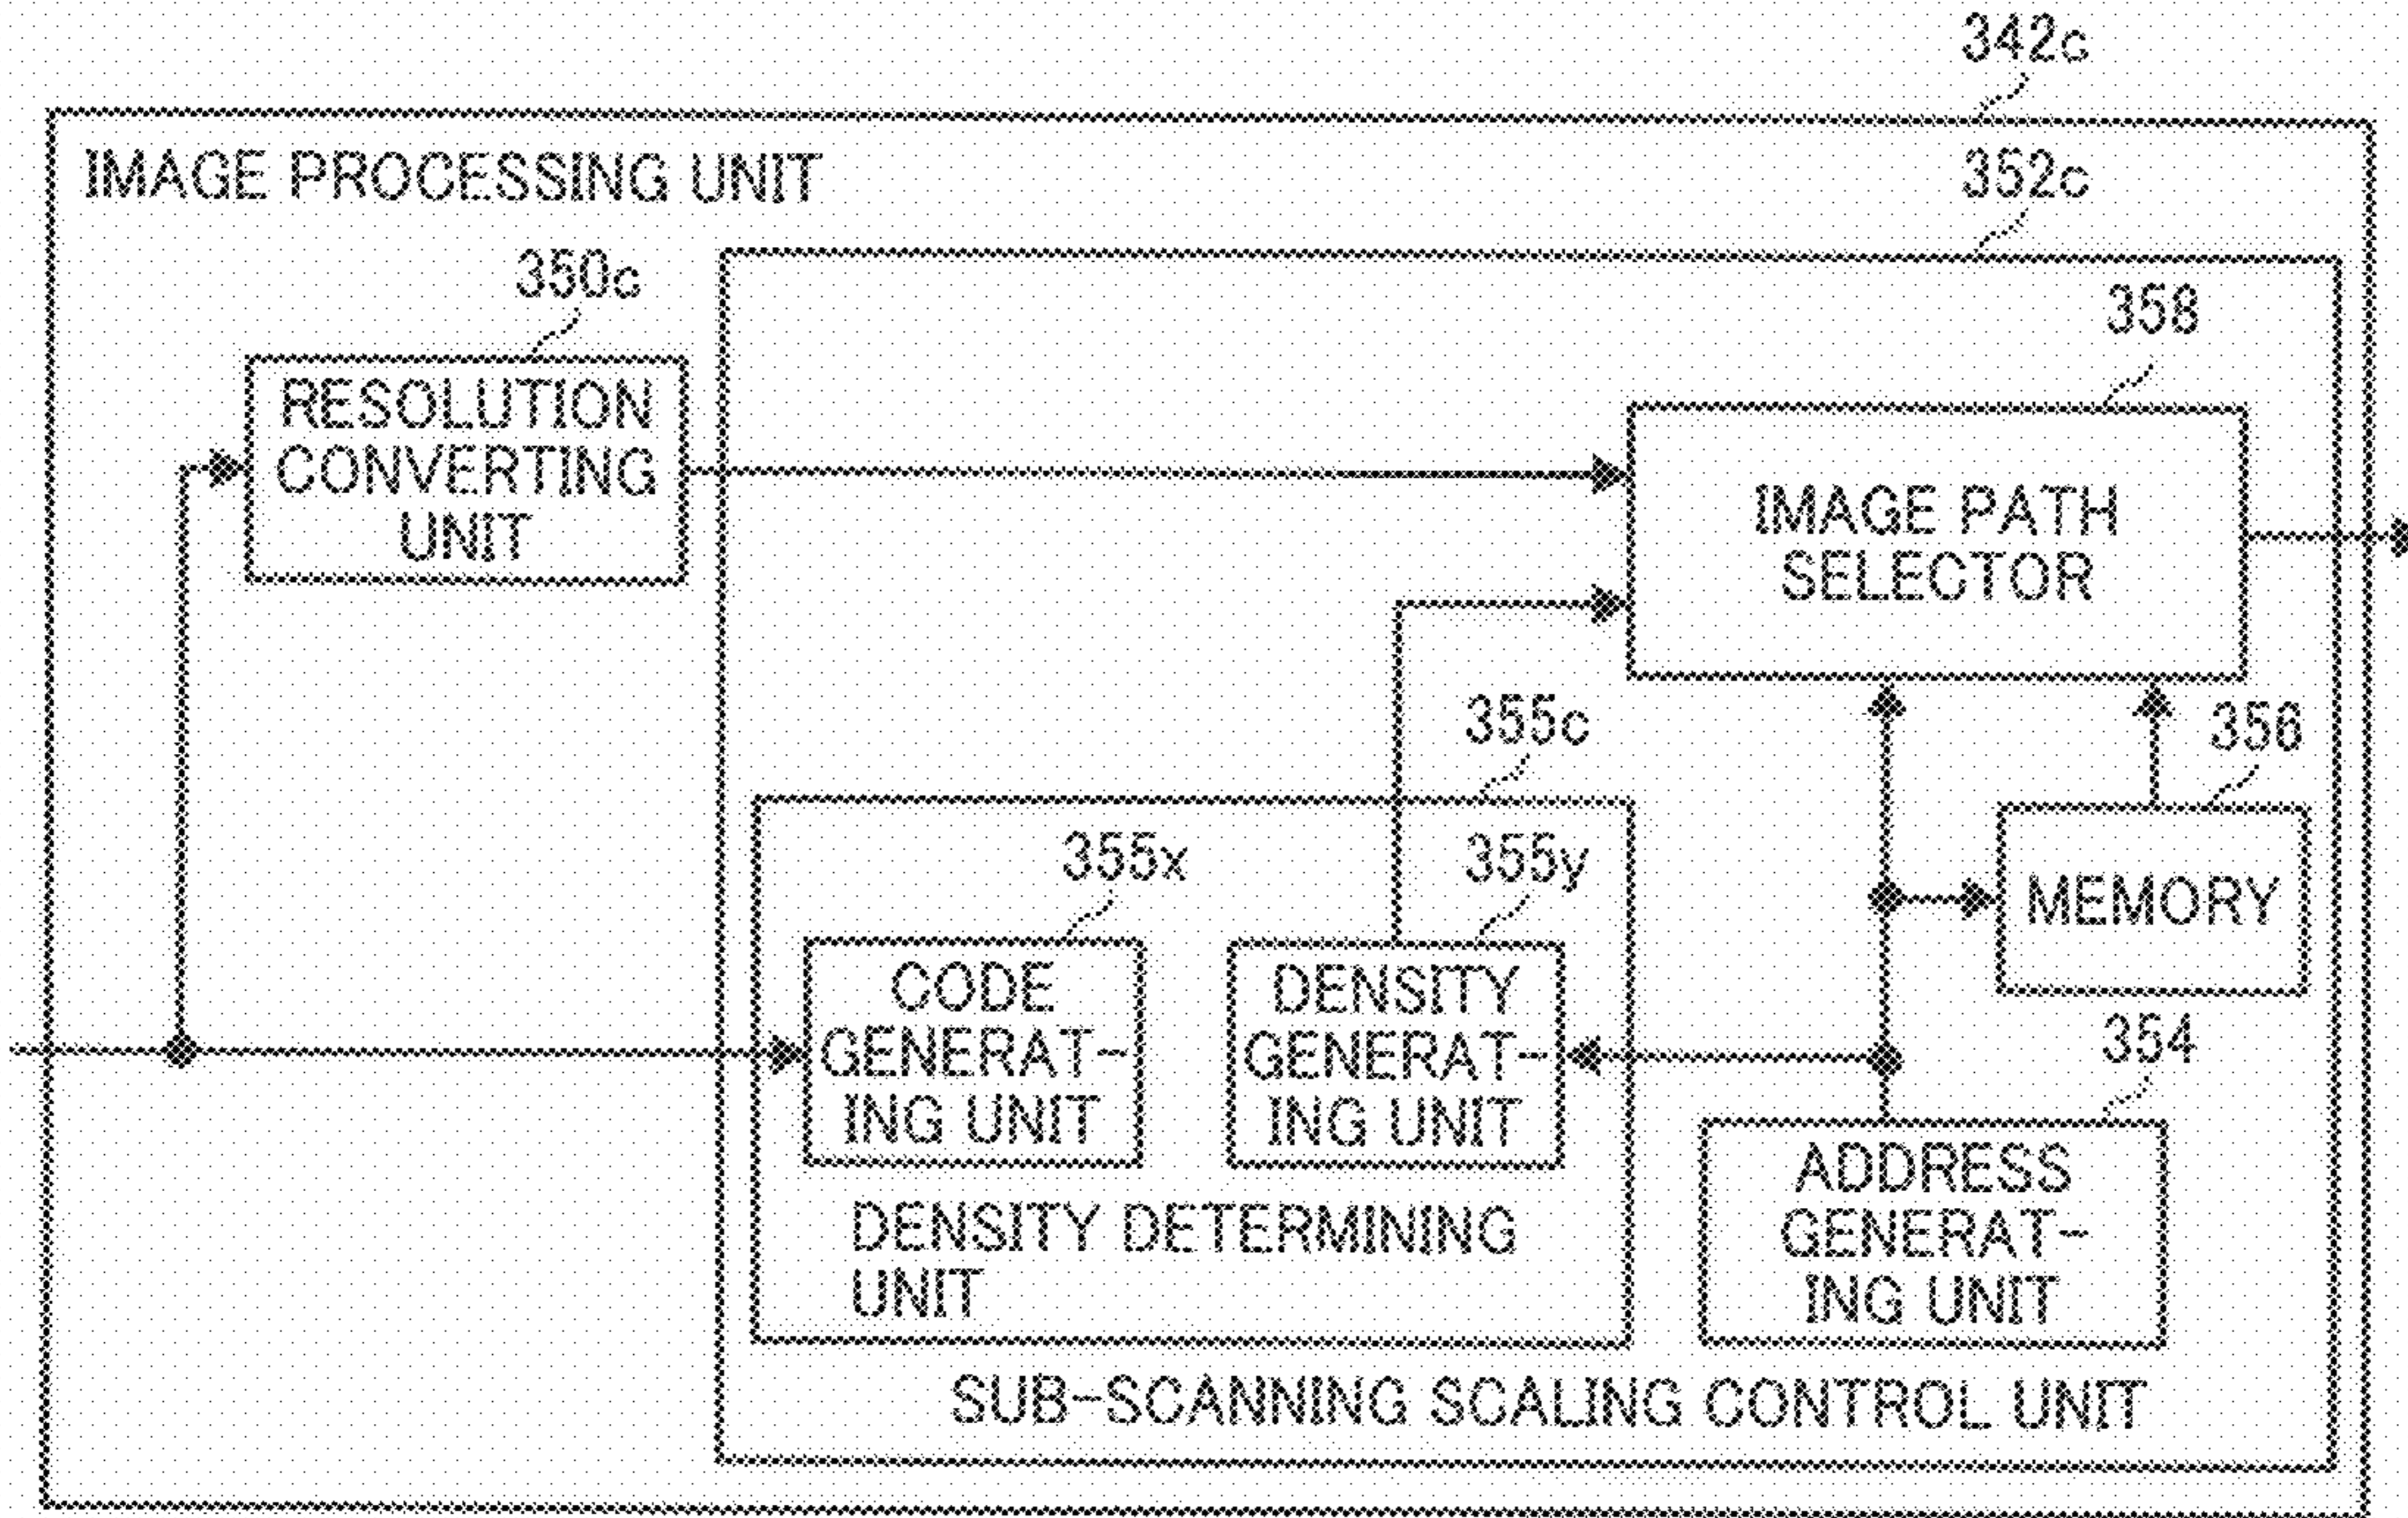 342c
IMAGE PROCESSING UNIT
352c
350c
358
RESOLUTION
CONVERTING
UNIT
IMAGE PATH
SELECTOR
355c
356
355x
355y
MEMORY
CODE
GENERAT-
ING UNIT
DENSITY
GENERAT-
ING UNIT
354
ADDRESS
GENERAT-
ING UNIT
DENSITY DETERMINING
UNIT
SUB-SCANNING SCALING CONTROL UNIT